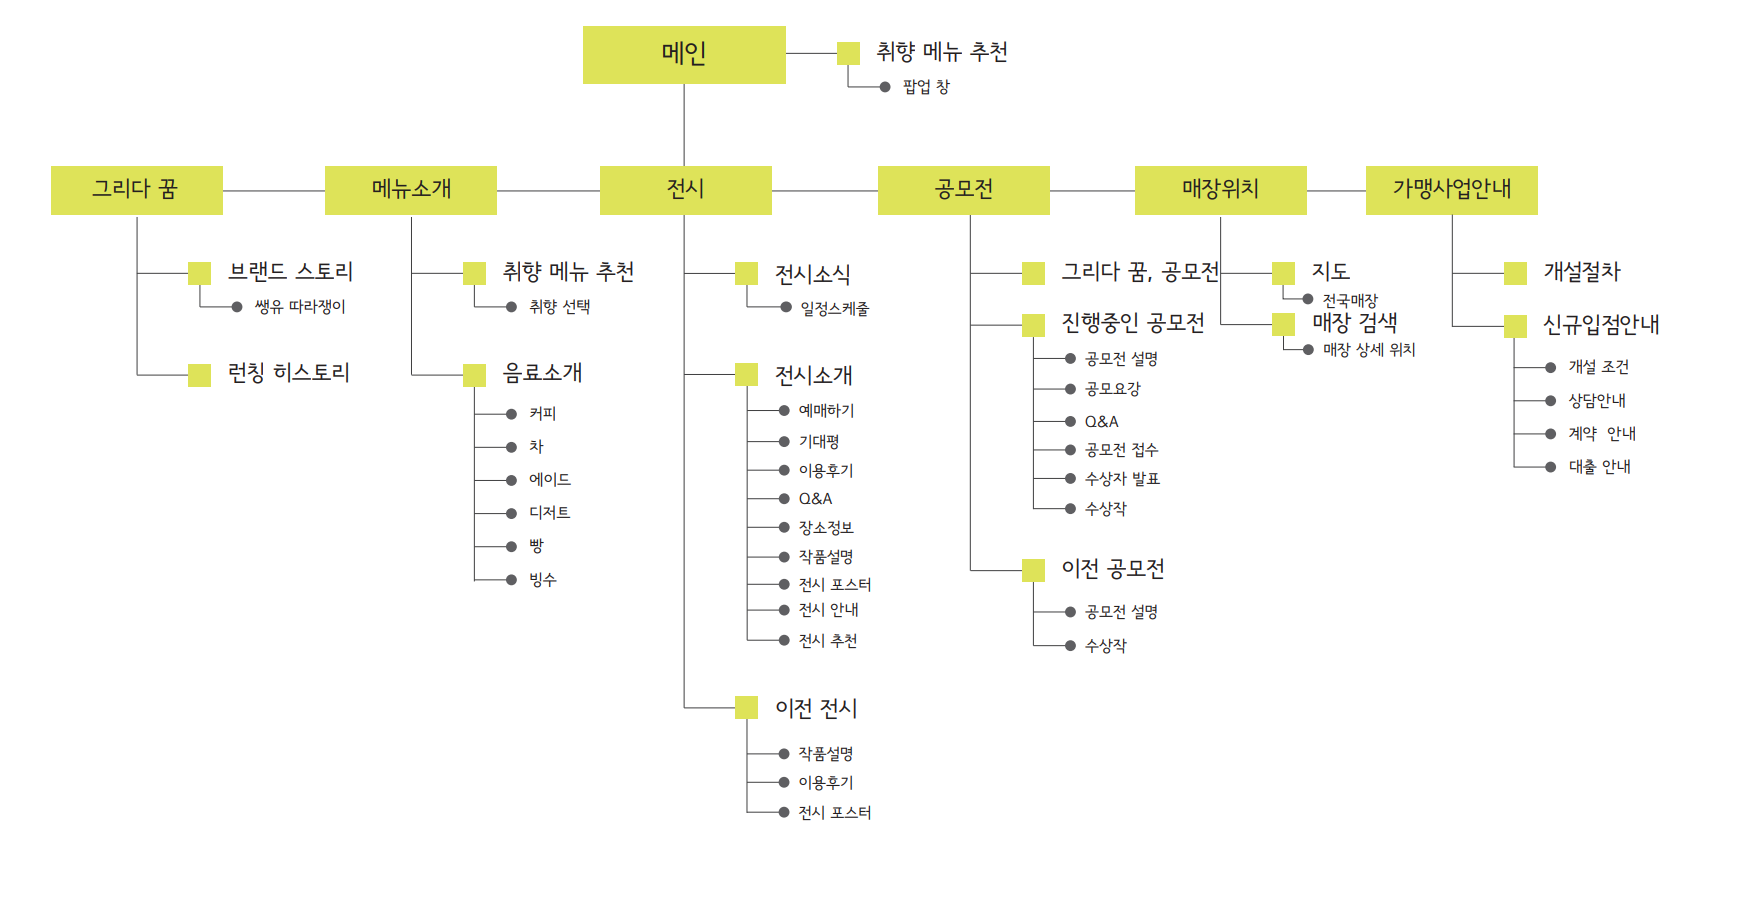 메인
취향 메뉴 추천
팝업 창
그리다 꿈
메뉴소개
전시
공모전
매장위치
가맹사업안내
브랜드 스토리
쌩유 따라쟁이
런칭 히스토리
취향 메뉴 추천
취향 선택
음료소개
커피
차
에이드
디저트
빵
빙수
전시소식
일정스케줄
전시소개
예매하기
기대평
이용후기
Q&A
장소정보
작품설명
전시 포스터
전시 안내
전시 추천
이전 전시
작품설명
이용후기
전시 포스터
그리다 꿈, 공모전
진행중인 공모전
공모전 설명
공모요강
Q&A
공모전 접수
수상자 발표
수상작
이전 공모전
공모전 설명
수상작
지도
전국매장
매장 검색
매장 상세 위치
개설절차
신규입점안내
개설 조건
상담안내
계약 안내
대출 안내